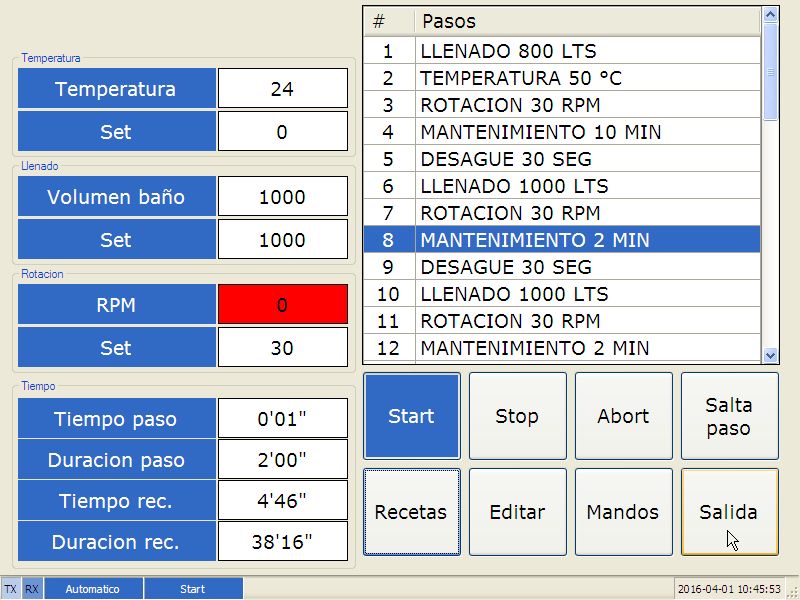 Temperatura
Temperatura 24
Set 0
Llenado
Volumen baño 1000
Set 1000
Rotacion
RPM 0
Set 30
Tiempo
Tiempo paso 0'01"
Duracion paso 2'00"
Tiempo rec. 4'46"
Duracion rec. 38'16"
# Pasos
1 LLENADO 800 LTS
2 TEMPERATURA 50 °C
3 ROTACION 30 RPM
4 MANTENIMIENTO 10 MIN
5 DESAGUE 30 SEG
6 LLENADO 1000 LTS
7 ROTACION 30 RPM
8 MANTENIMIENTO 2 MIN
9 DESAGUE 30 SEG
10 LLENADO 1000 LTS
11 ROTACION 30 RPM
12 MANTENIMIENTO 2 MIN
Start Stop Abort Salta
paso
Recetas Editar Mandos Salida
TX RX Automatico Start 2016-04-01 10:45:53